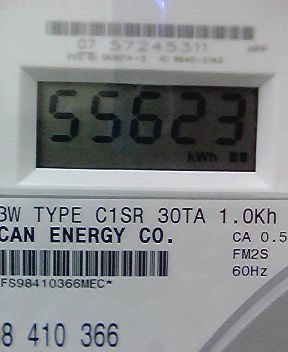 07 57245311
55623
kWh
3W TYPE C1SR 30TA 1.0Kh
CAN ENERGY CO.
CA 0.5
FM2S
60Hz
FS98410366MEC*
8 410 366